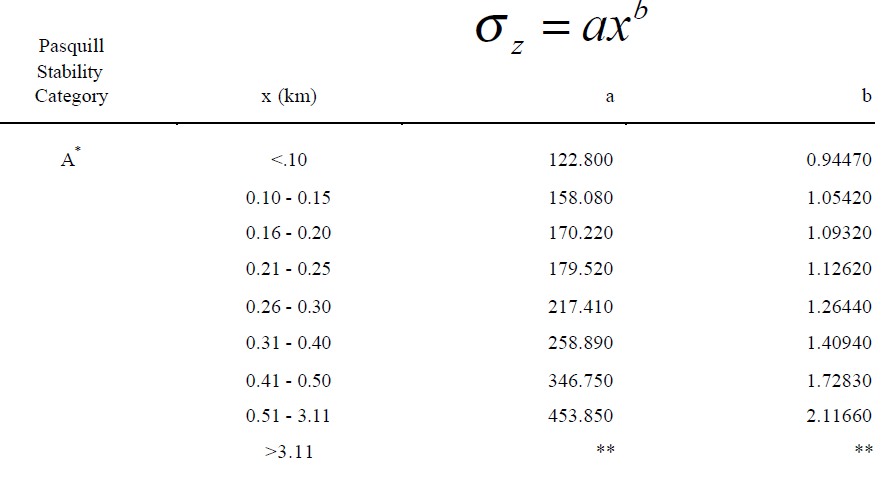 σz = ax^b
Pasquill
Stability
Category x (km) a b
A* <.10 122.800 0.94470
0.10 - 0.15 158.080 1.05420
0.16 - 0.20 170.220 1.09320
0.21 - 0.25 179.520 1.12620
0.26 - 0.30 217.410 1.26440
0.31 - 0.40 258.890 1.40940
0.41 - 0.50 346.750 1.72830
0.51 - 3.11 453.850 2.11660
>3.11 ** **